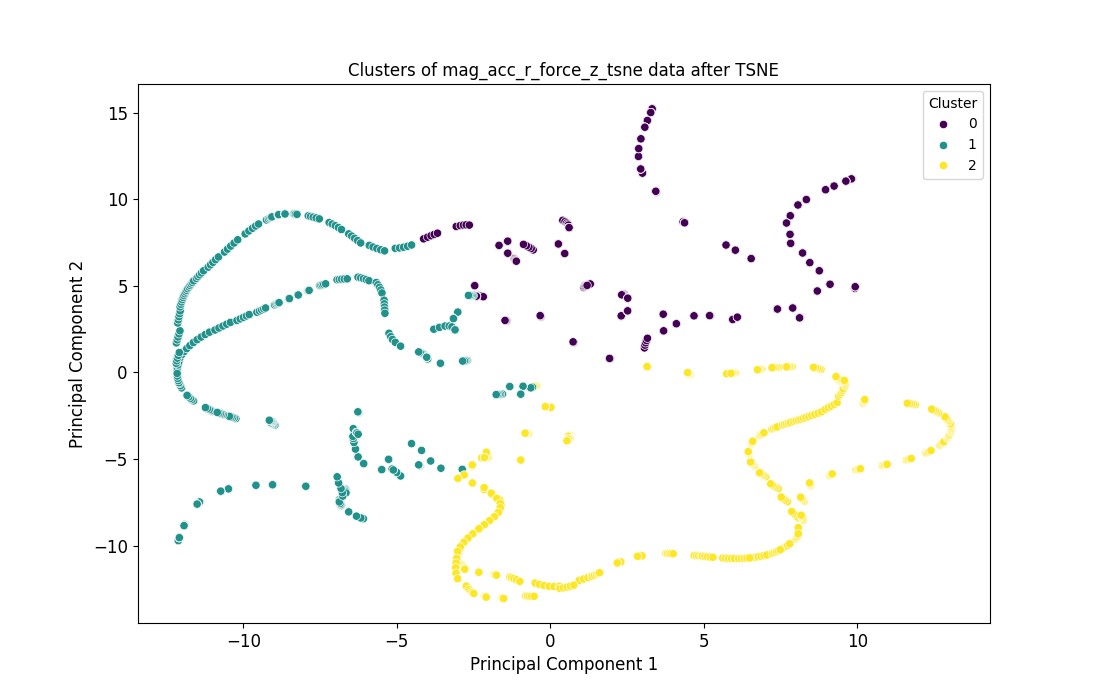 Clusters of mag_acc_r_force_z_tsne data after TSNE
Cluster
0
1
2
15
10
5
0
−5
−10
Principal Component 2
−10 −5 0 5 10
Principal Component 1